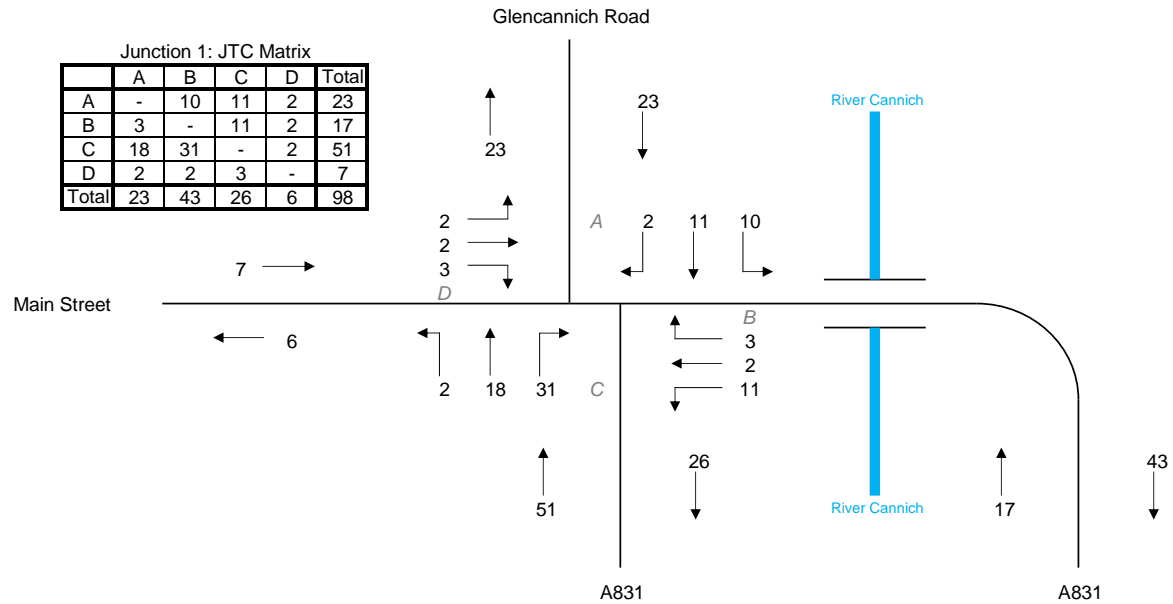 Glencannich Road
Junction 1: JTC Matrix
A B C D Total
A - 10 11 2 23
B 3 - 11 2 17
C 18 31 - 2 51
D 2 2 3 - 7
Total 23 43 26 6 98
23
River Cannich
23
2
2
3
D
A
2 11 10
7
Main Street
6
B
3
2
11
2 18 31
C
26
43
51
River Cannich
17
A831
A831